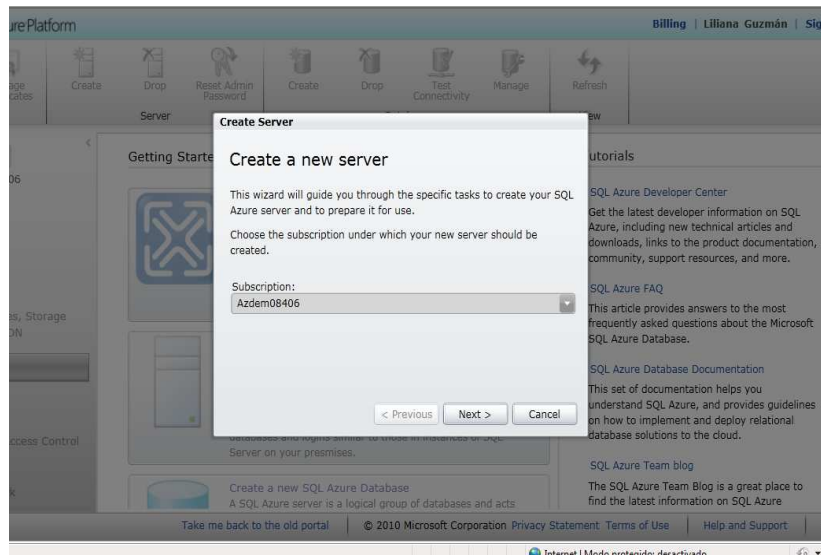 Platform
Billing | Liliana Guzmán |
Create
Drop
Reset Admin
Password
Create
Drop
Test
Connectivity
Manage
Refresh
Server
Create Server
Getting Starte
Create a new server
This wizard will guide you through the specific tasks to create your SQL
Azure server and to prepare it for use.
Choose the subscription under which your new server should be
created.
Subscription:
Azdem08406
< Previous
Next >
Cancel
06
s, Storage
ccess Control
databases and logins similar to those in instances of SQL
Server on your presmises.
Create a new SQL Azure Database
A SQL Azure server is a logical group of databases and acts
utorials
SQL Azure Developer Center
Get the latest developer information on SQL
Azure, including new technical articles and
downloads, links to the product documentation,
community, support resources, and more.
SQL Azure FAQ
This article provides answers to the most
frequently asked questions about the Microsoft
SQL Azure Database.
SQL Azure Database Documentation
This set of documentation helps you
understand SQL Azure, and provides guidelines
on how to implement and deploy relational
database solutions to the cloud.
SQL Azure Team blog
The SQL Azure Team Blog is a great place to
find the latest information on SQL Azure
Take me back to the old portal
© 2010 Microsoft Corporation Privacy Statement Terms of Use
Help and Support
Internet | Modo protegido: desactivado